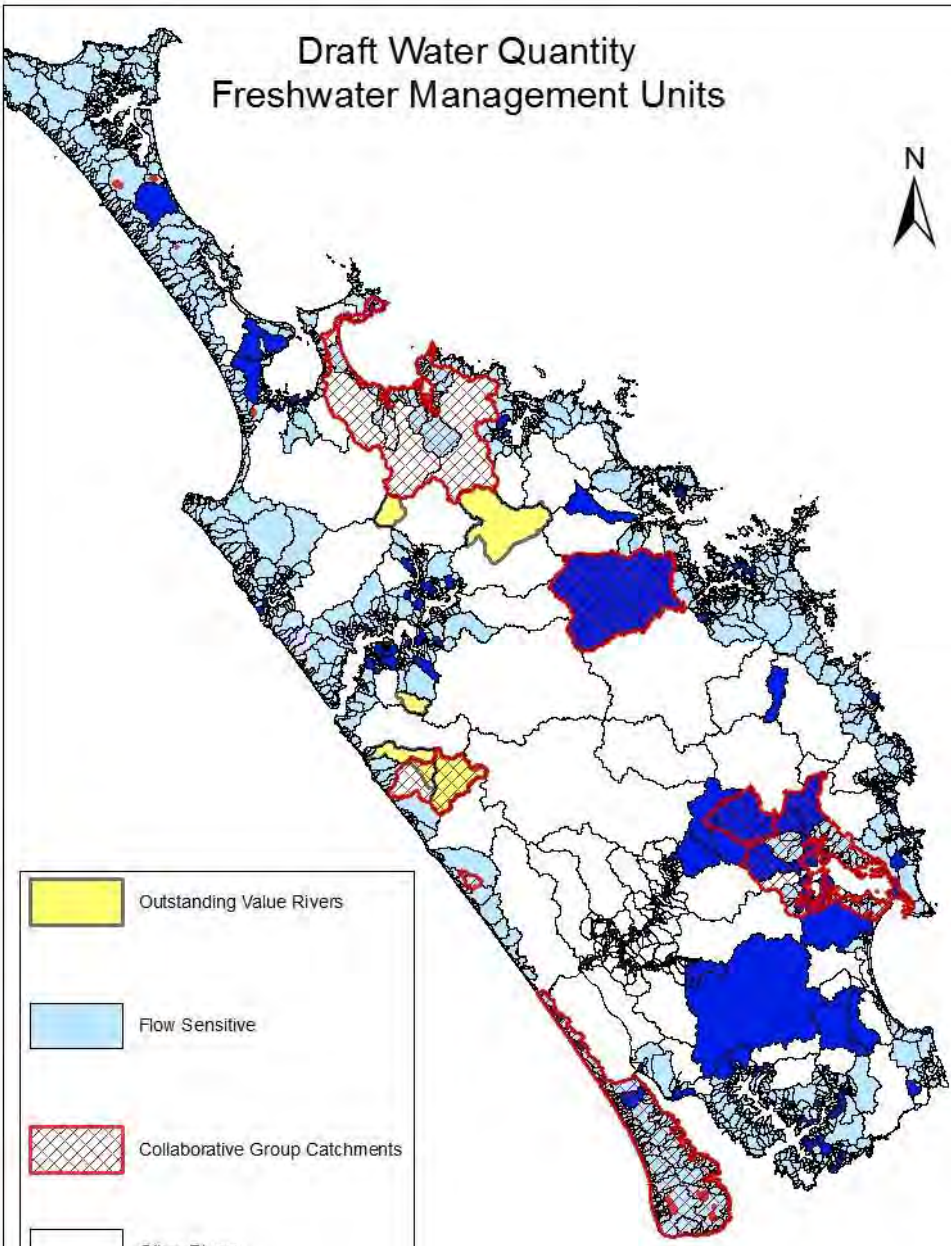 Draft Water Quantity
Freshwater Management Units
N
Outstanding Value Rivers
Flow Sensitive
Collaborative Group Catchments